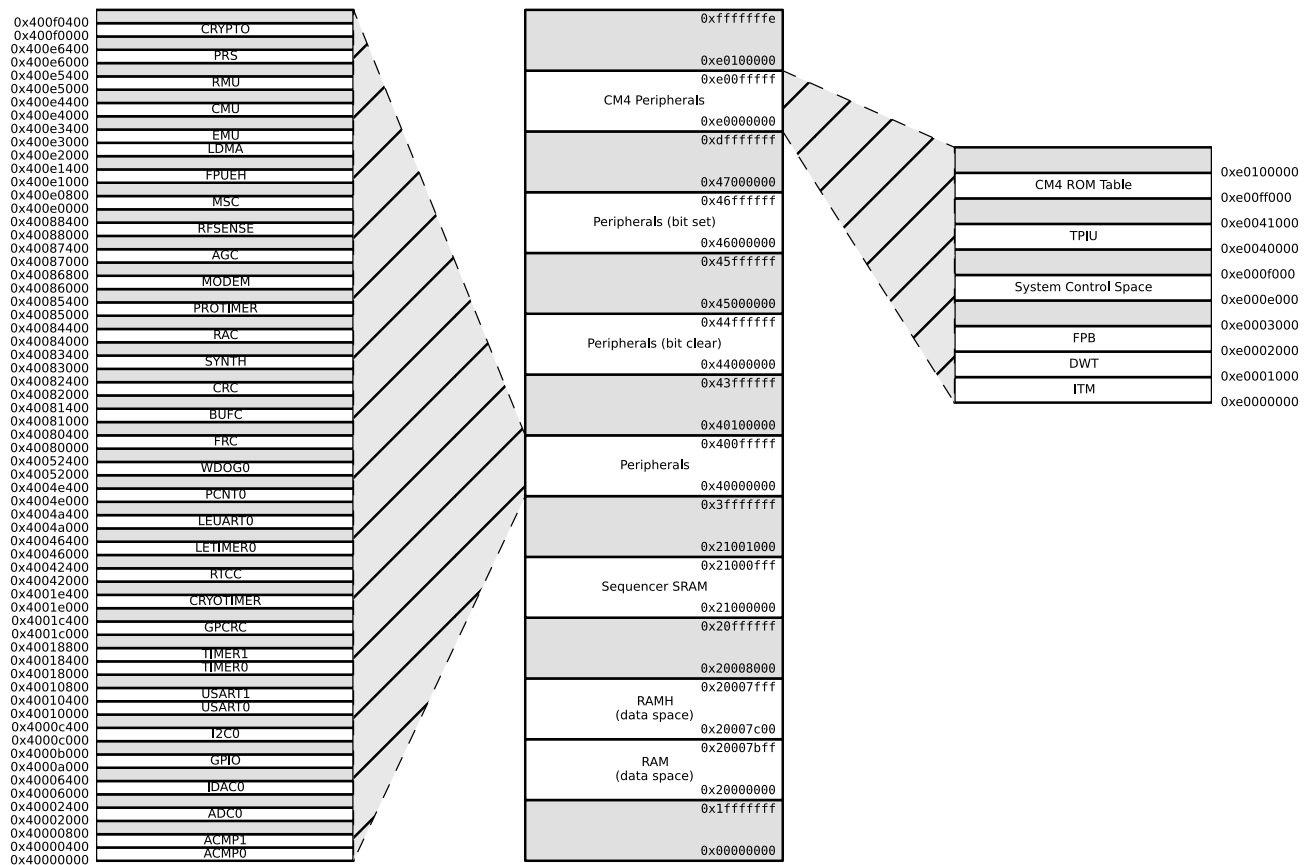 0x400f0400
CRYPTO
0x400f0000
0x400e6400
PRS
0x400e6000
0x400e5400
RMU
0x400e5000
0x400e4400
CMU
0x400e4000
0x400e3400
EMU
0x400e3000
LDMA
0x400e2000
0x400e1400
FPUEH
0x400e1000
0x400e0800
MSC
0x400e0000
0x40088400
RFSENSE
0x40088000
0x40087400
AGC
0x40087000
0x40086800
MODEM
0x40086000
0x40085400
PROTIMER
0x40085000
0x40084400
RAC
0x40084000
0x40083400
SYNTH
0x40083000
0x40082400
CRC
0x40082000
0x40081400
BUFC
0x40081000
0x40080400
FRC
0x40080000
0x40052400
WDOG0
0x40052000
0x4004e400
PCNT0
0x4004e000
0x4004a400
LEUART0
0x4004a000
0x40046400
LETIMER0
0x40046000
0x40042400
RTCC
0x40042000
0x4001e400
CRYOTIMER
0x4001e000
0x4001c400
GPCRC
0x4001c000
0x40018800
TIMER1
0x40018400
TIMER0
0x40018000
0x40010800
USART1
0x40010400
USART0
0x40010000
0x4000c400
I2C0
0x4000c000
0x4000b000
GPIO
0x4000a000
0x40006400
IDAC0
0x40006000
0x40002400
ADC0
0x40002000
0x40000800
ACMP1
0x40000400
ACMP0
0x40000000
0xfffffffe
0xe0100000
0xe00fffff
CM4 Peripherals
0xe0000000
0xdfffffff
0x47000000
0x46ffffff
Peripherals (bit set)
0x46000000
0x45ffffff
0x45000000
0x44ffffff
Peripherals (bit clear)
0x44000000
0x43ffffff
0x40100000
0x400fffff
Peripherals
0x40000000
0x3fffffff
0x21001000
0x21000fff
Sequencer SRAM
0x21000000
0x20ffffff
0x20008000
0x20007fff
RAMH
(data space)
0x20007c00
0x20007bff
RAM
(data space)
0x20000000
0x1fffffff
0x00000000
0xe0100000
CM4 ROM Table
0xe00ff000
0xe0041000
TPIU
0xe0040000
0xe000f000
System Control Space
0xe000e000
0xe0003000
FPB
0xe0002000
DWT
0xe0001000
ITM
0xe0000000